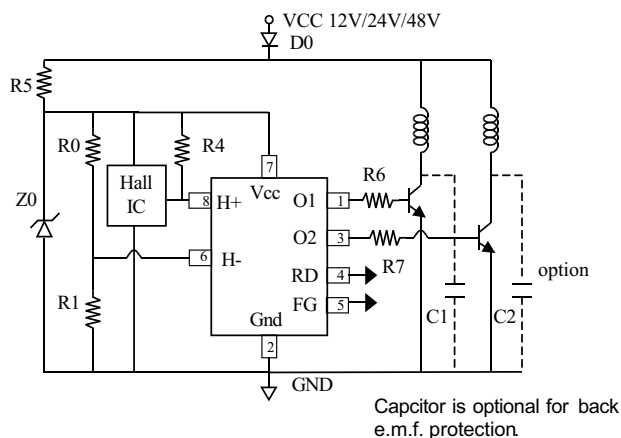 VCC 12V/24V/48V
D0
R5
R0
R4
Hall
IC
Z0
R1
7
Vcc
8
H+
6
H-
O1
1
R6
O2
3
R7
RD
4
FG
5
Gnd
2
GND
C1
C2
option
Capcitor is optional for back
e.m.f. protection.